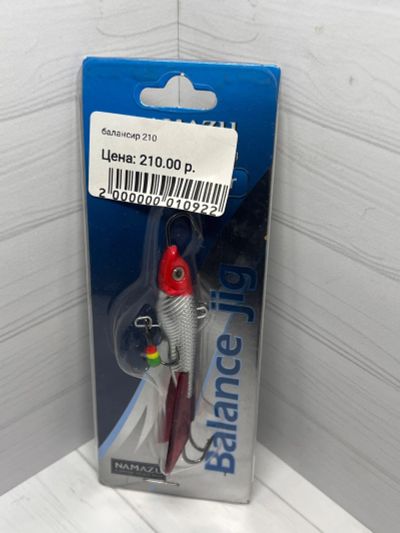 NAMAZU
балансир 210
Цена: 210.00 р.
2 000000 010922
Balance jig
NAMAZU